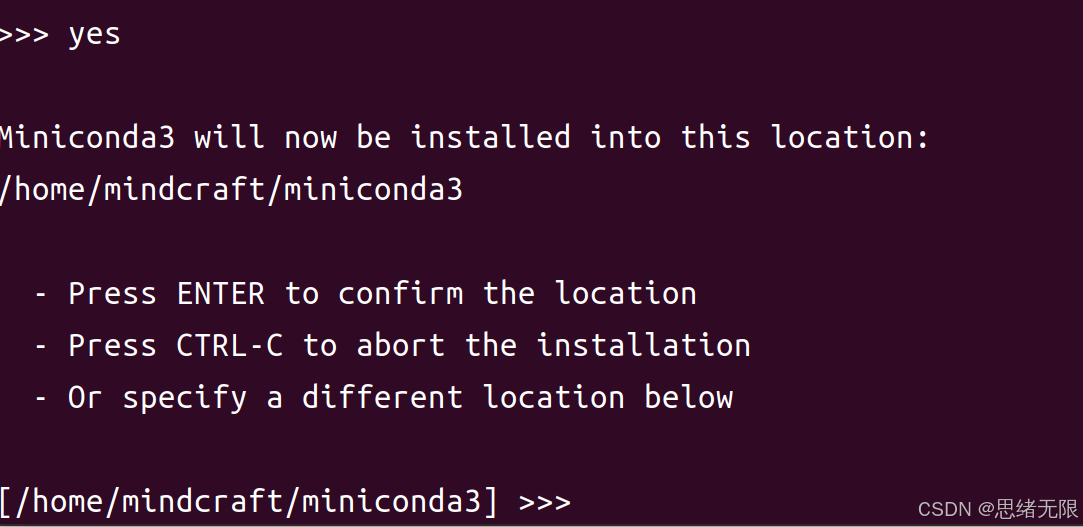 >>> yes
Miniconda3 will now be installed into this location:
/home/mindcraft/miniconda3
- Press ENTER to confirm the location
- Press CTRL-C to abort the installation
- Or specify a different location below
[/home/mindcraft/miniconda3] >>>
CSDN @思绪无限